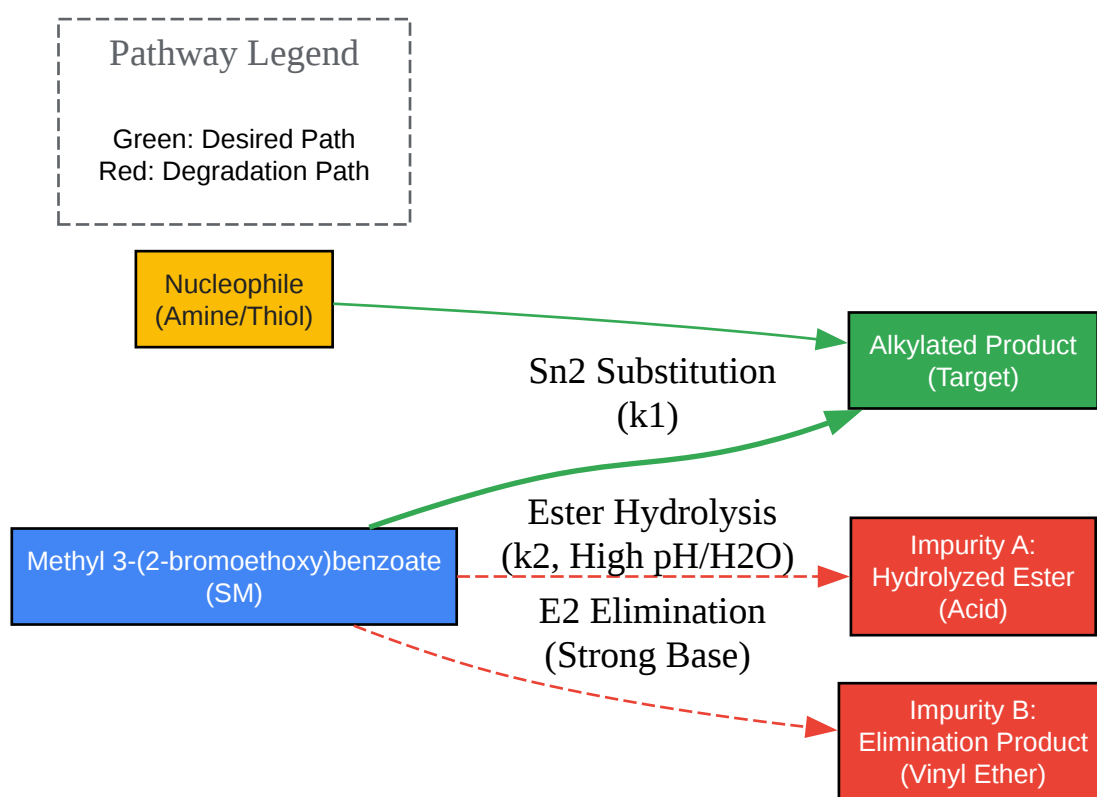 Pathway Legend
Green: Desired Path
Red: Degradation Path
Nucleophile
(Amine/Thiol)
Alkylated Product
(Target)
Sn2 Substitution
(k1)
Ester Hydrolysis
(k2, High pH/H2O)
Methyl 3-(2-bromoethoxy)benzoate
(SM)
Impurity A:
Hydrolyzed Ester
(Acid)
E2 Elimination
(Strong Base)
Impurity B:
Elimination Product
(Vinyl Ether)